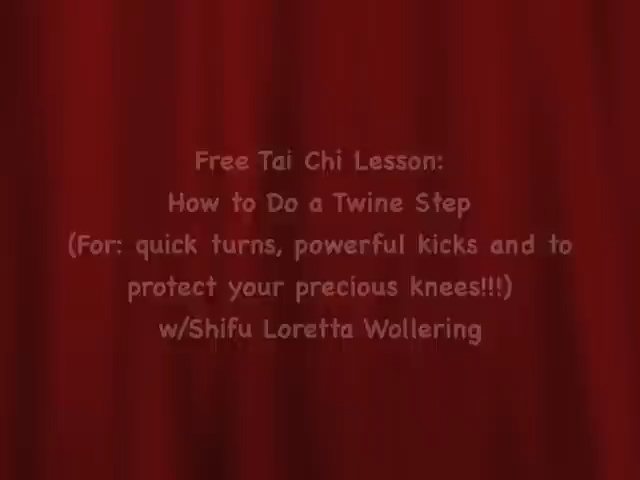 Free Tai Chi Lesson:
How to Do a Twine Step
(For: quick turns, powerful kicks and to
protect your precious knees!!!)
w/Shifu Loretta Wollering